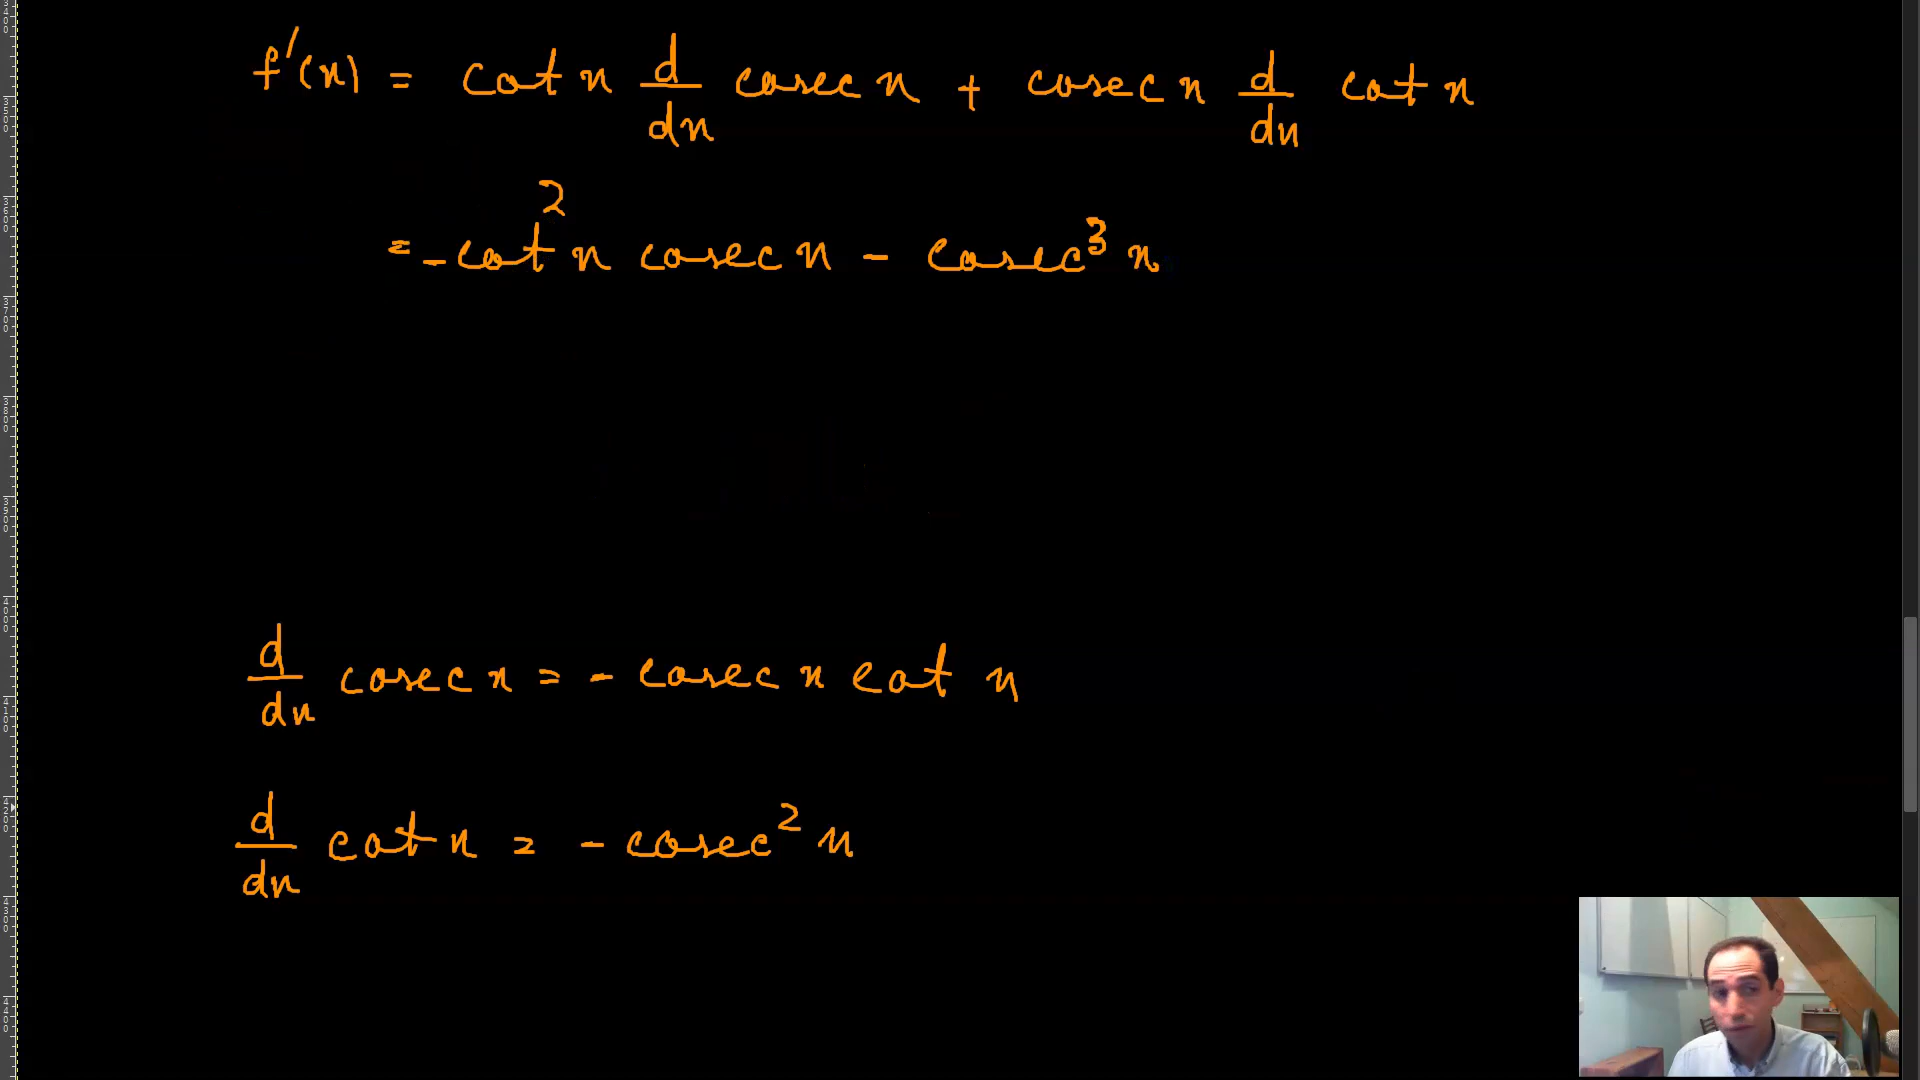 f'(x) = cot x d/dx cosec x + cosec x d/dx cot x
= -cot² x cosec x - cosec³ x
d/dx cosec x = - cosec x cot x
d/dx cot x = - cosec² x